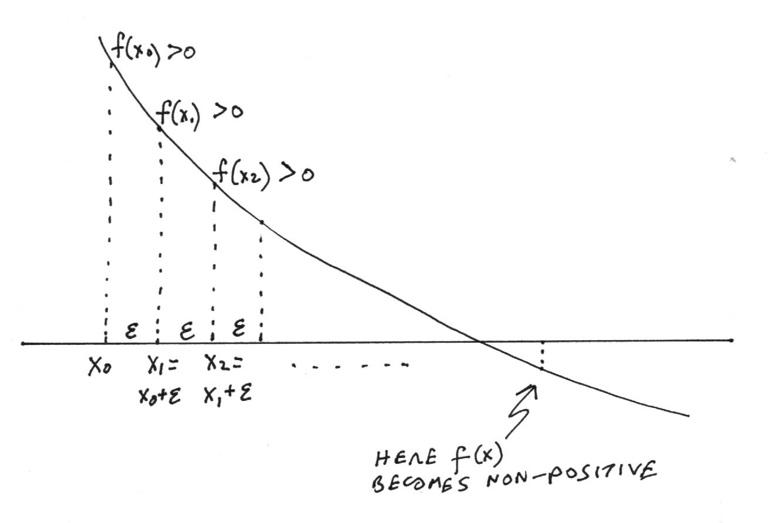 f(x₀) >0
f(x₁) >0
f(x₂) >0
ε ε ε
x₀ x₁= x₂= . . . . . . .
x₀+ε x₁+ε
HERE f(x)
BECOMES NON-POSITIVE